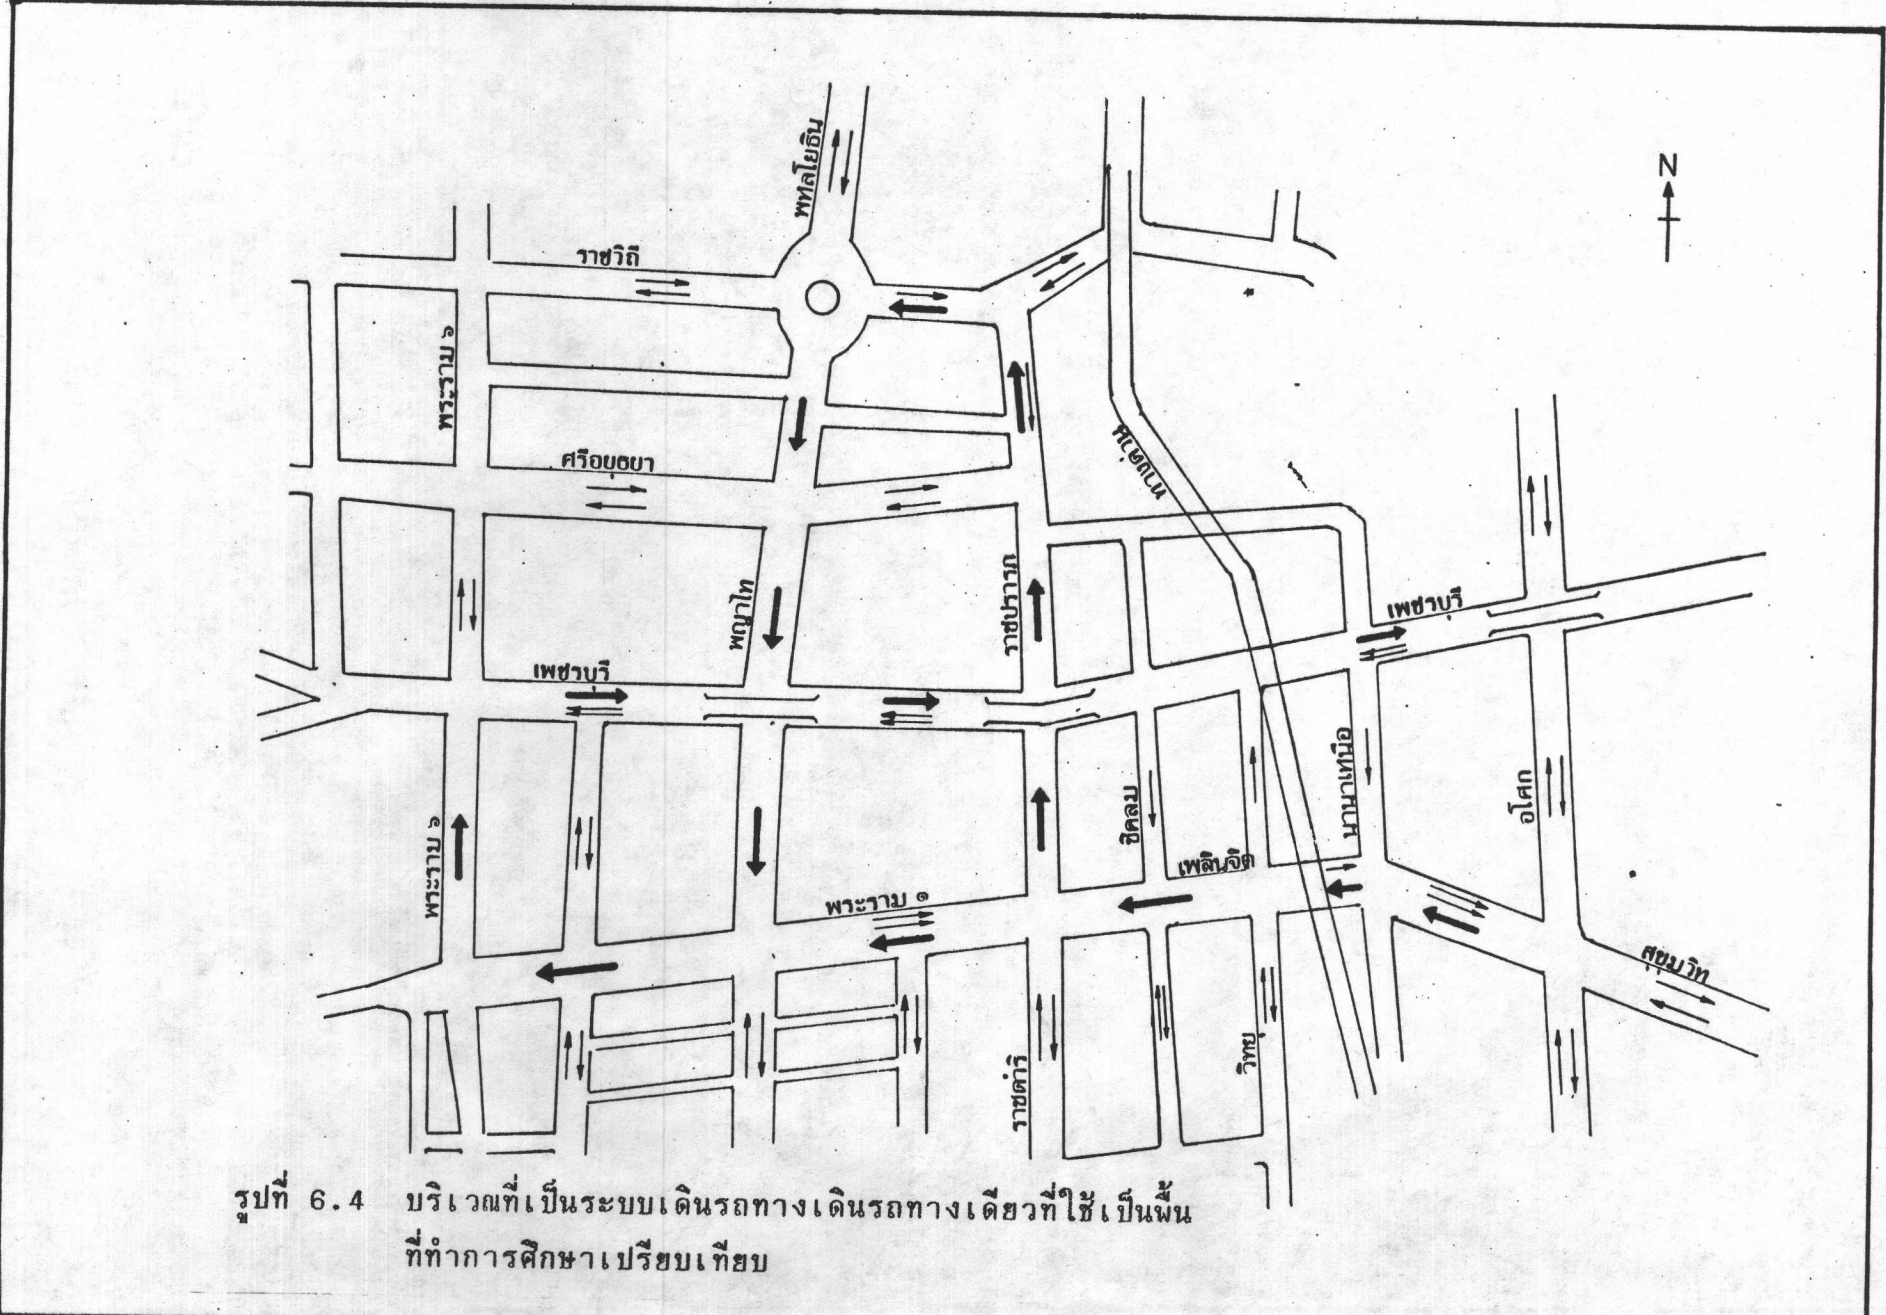 พหลโยธิน
N
ราชวิถี
พระราม ๖
ศรีอยุธยา
พญาไท
ราชปรารภ
เพชรบุรี
เพชรบุรี
พระราม ๖
ชิดลม
นานาเหนือ
อโศก
เพลินจิต
พระราม ๑
สุขุมวิท
ราชดำริ
วิทยุ
รูปที่ 6.4 บริเวณที่เป็นระบบเดินรถทางเดินรถทางเดียวที่ใช้เป็นพื้น
ที่ทำการศึกษาเปรียบเทียบ